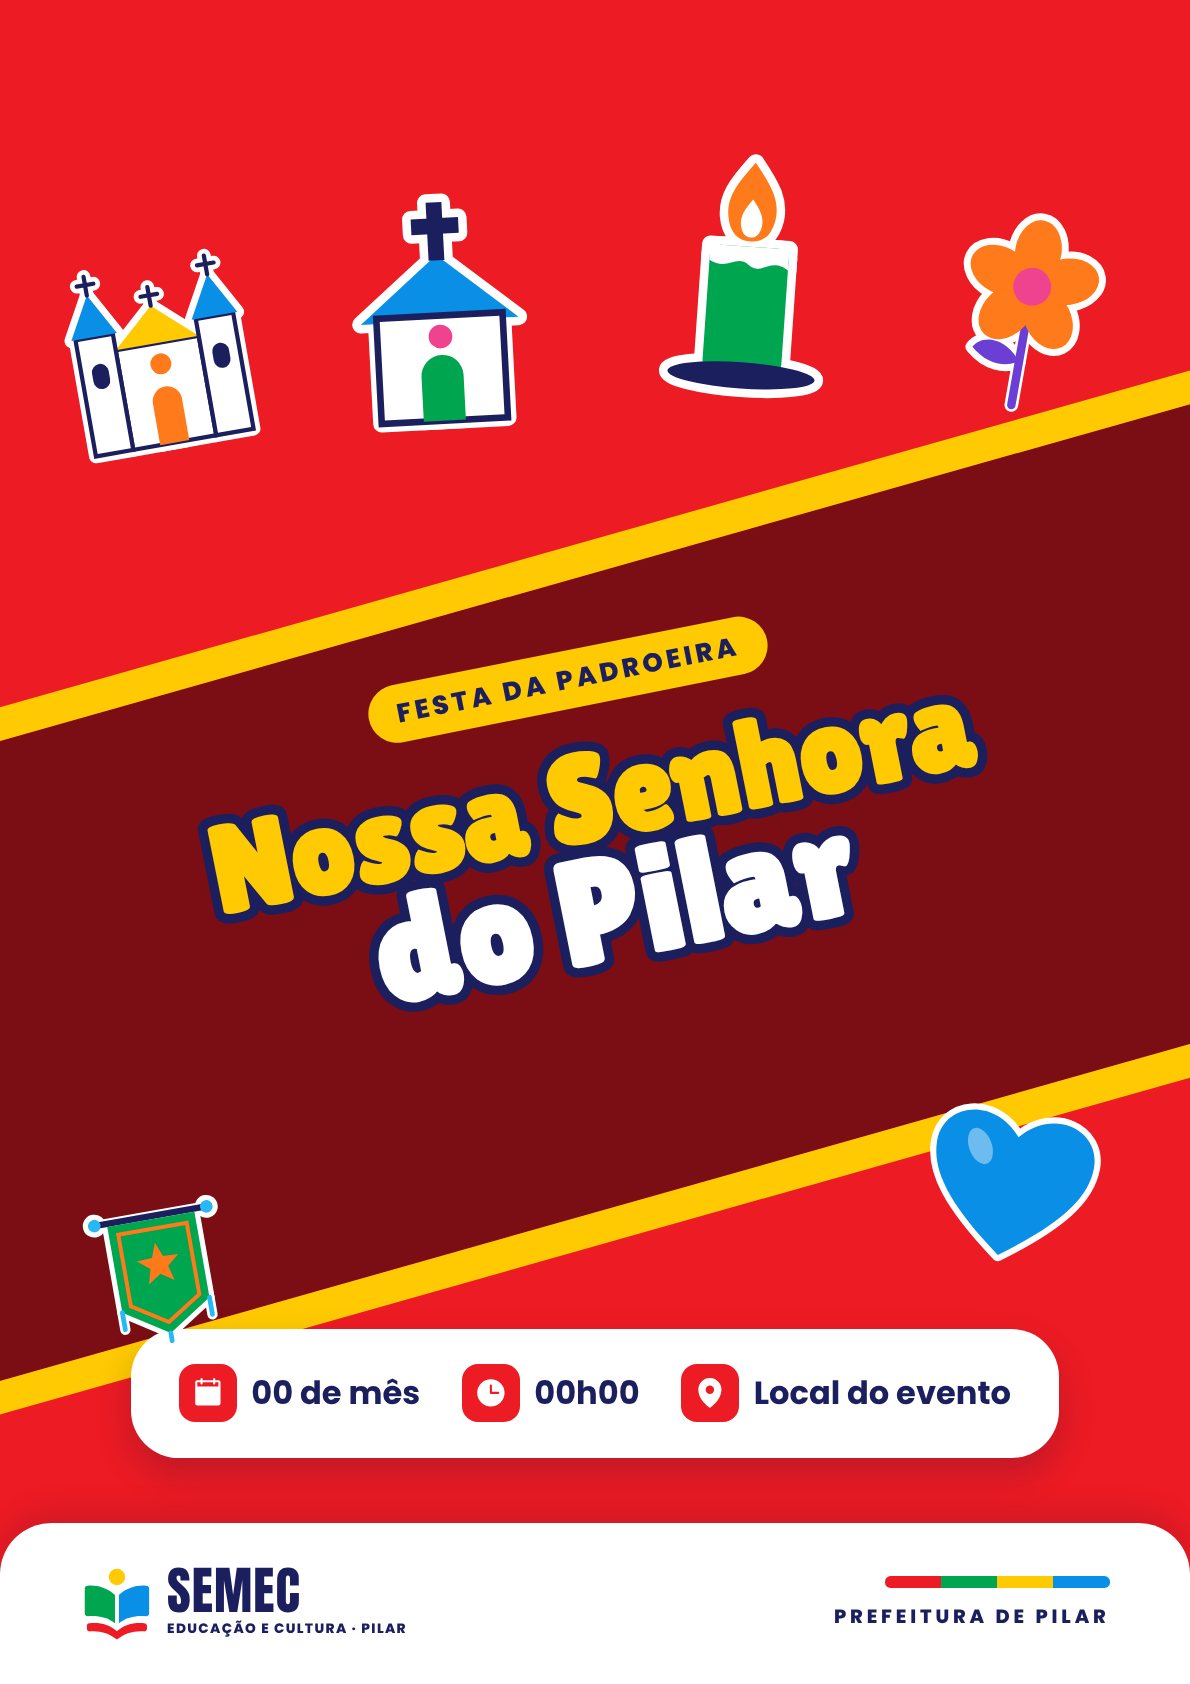 FESTA DA PADROEIRA
Nossa Senhora
do Pilar
00 de mês
00h00
Local do evento
SEMEC
EDUCAÇÃO E CULTURA · PILAR
PREFEITURA DE PILAR